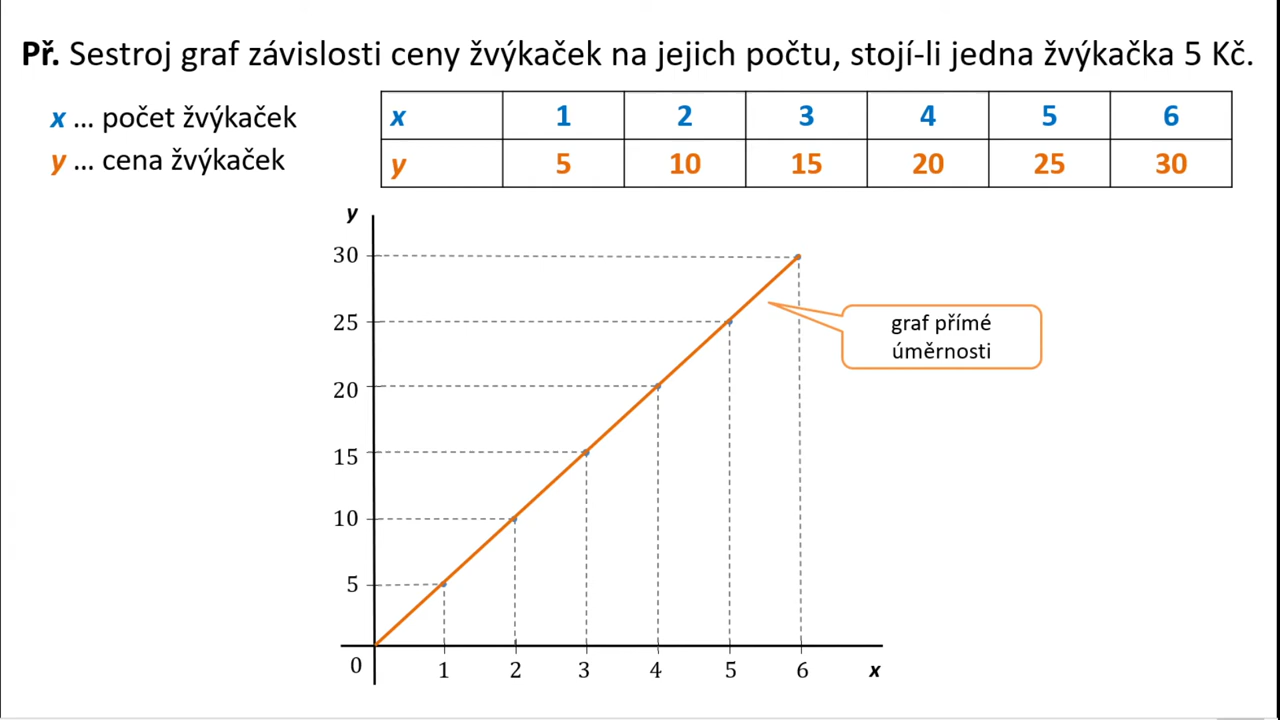 Př. Sestroj graf závislosti ceny žvýkaček na jejich počtu, stojí-li jedna žvýkačka 5 Kč.
x ... počet žvýkaček
y ... cena žvýkaček
x 1 2 3 4 5 6
y 5 10 15 20 25 30
y
30
25
20
15
10
5
0 1 2 3 4 5 6 x
graf přímé
úměrnosti